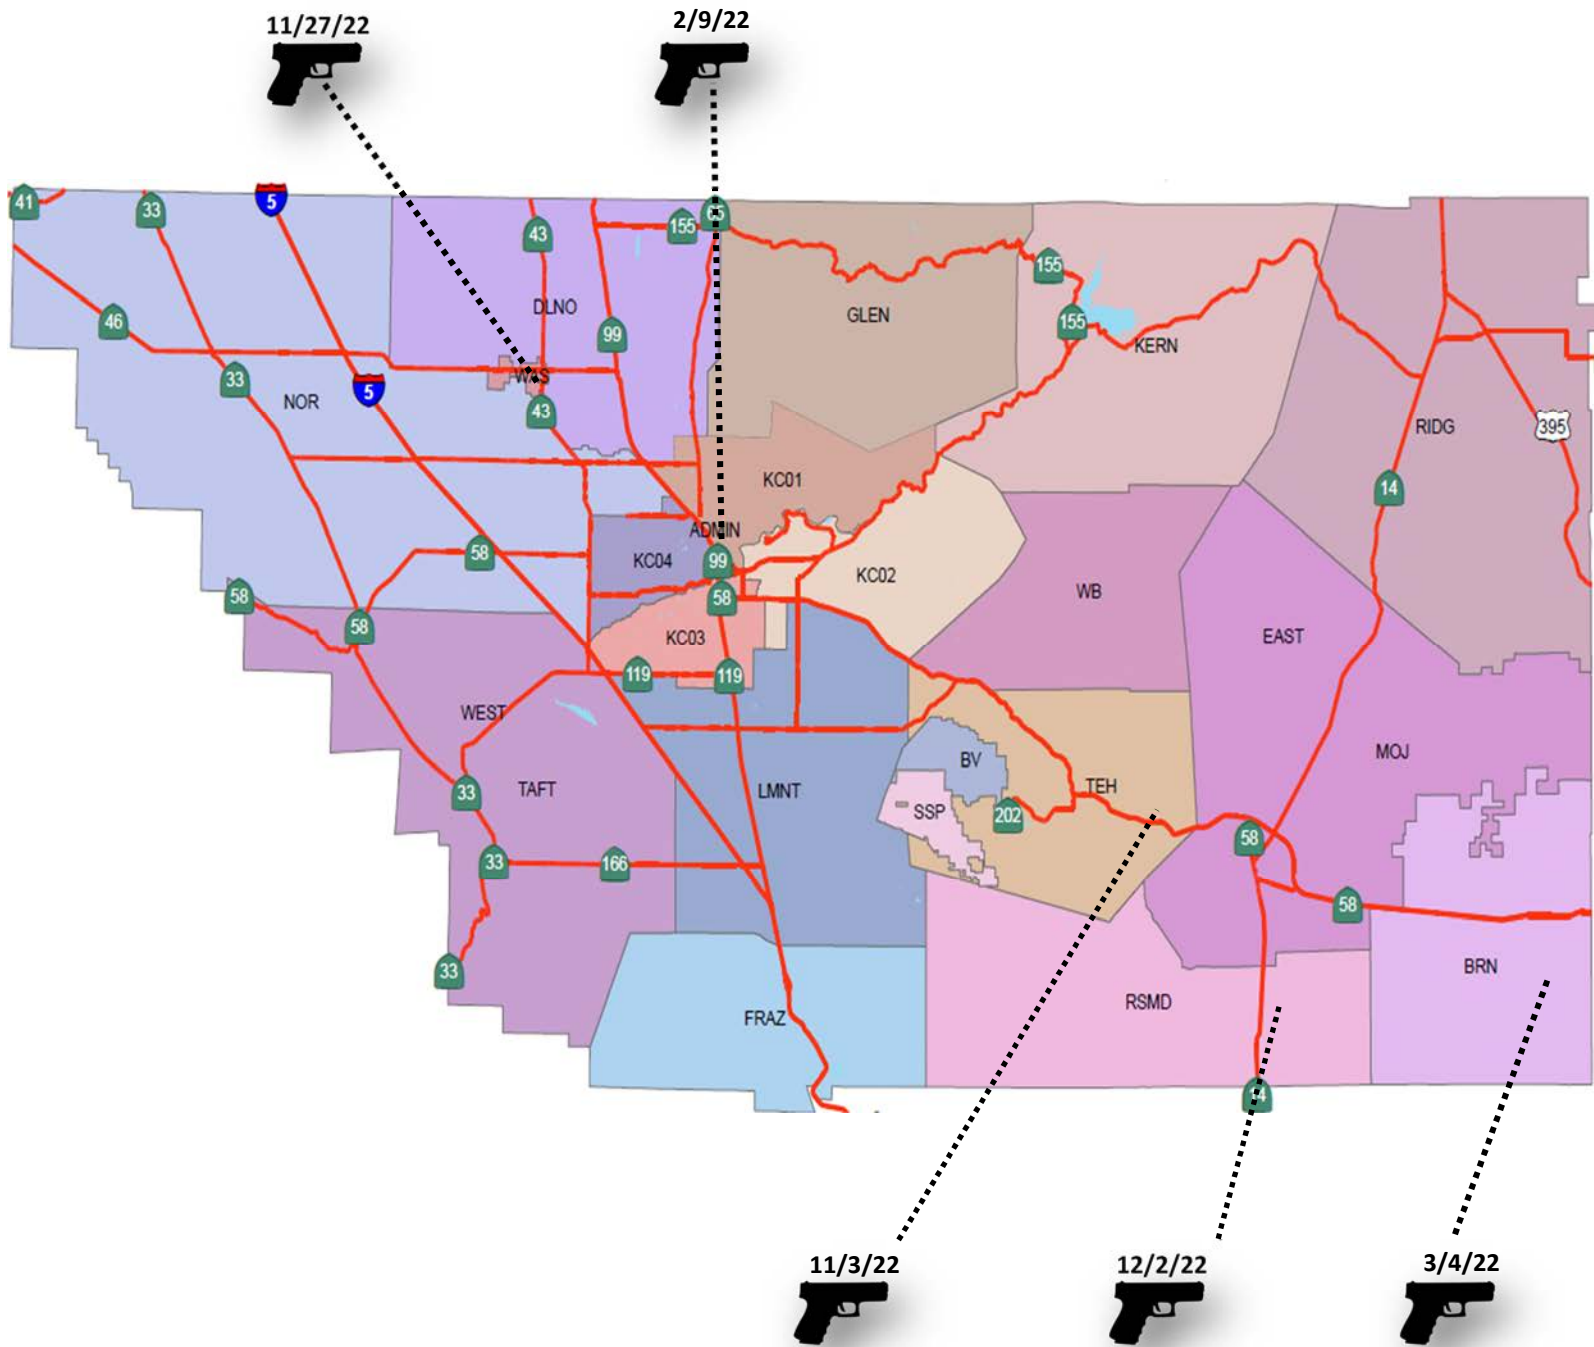 11/27/22
2/9/22
41
33
5
43
155
65
155
DLNO
GLEN
46
99
155
KERN
33
NOR
5
WAS
43
RIDG
395
KC01
14
ADMIN
58
KC04
99
KC02
WB
58
58
58
KC03
EAST
119
119
WEST
MOJ
BV
TEH
33
TAFT
LMNT
SSP
202
58
33
166
58
33
BRN
RSMD
FRAZ
14
11/3/22
12/2/22
3/4/22